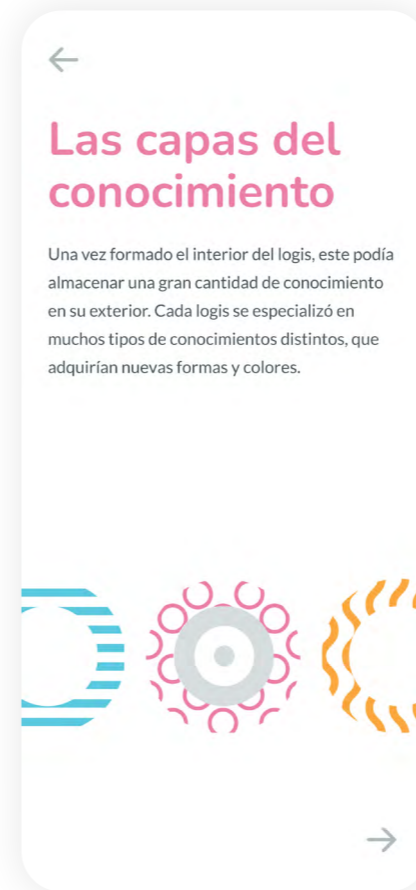 Las capas del
conocimiento
Una vez formado el interior del logis, este podía
almacenar una gran cantidad de conocimiento
en su exterior. Cada logis se especializó en
muchos tipos de conocimientos distintos, que
adquirían nuevas formas y colores.